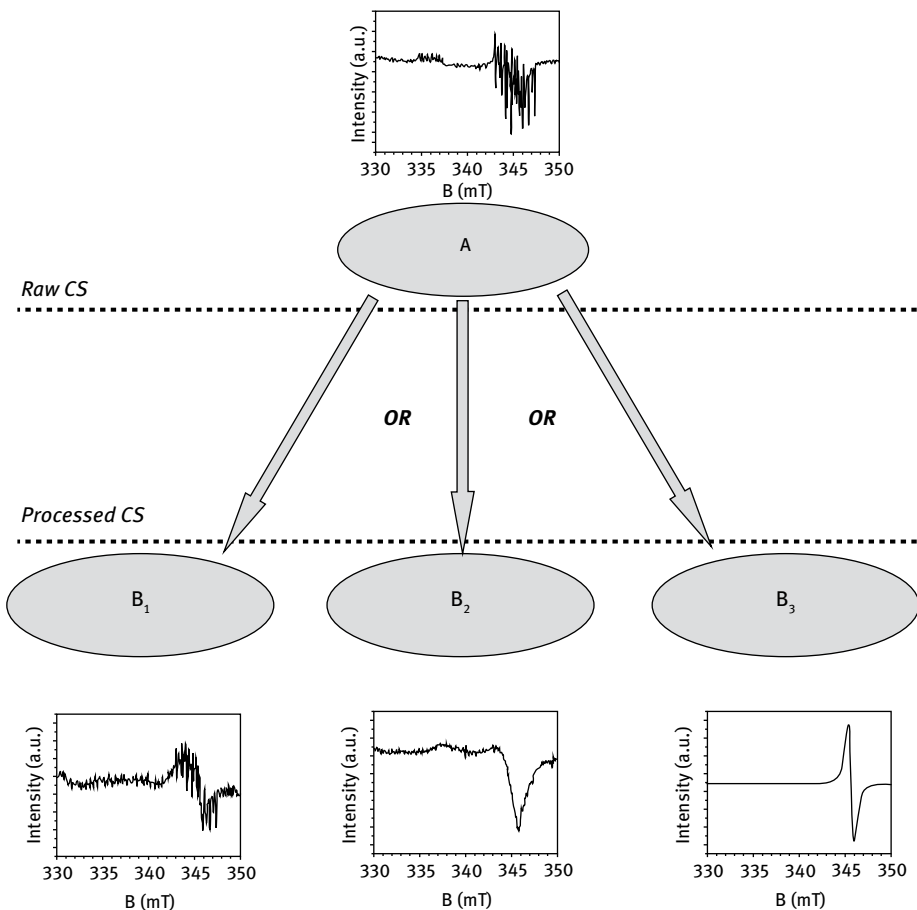 Intensity (a.u.)
330 335 340 345 350
B (mT)
A
Raw CS
OR OR
Processed CS
B1 B2 B3
Intensity (a.u.) Intensity (a.u.) Intensity (a.u.)
330 335 340 345 350 330 335 340 345 350 330 335 340 345 350
B (mT) B (mT) B (mT)